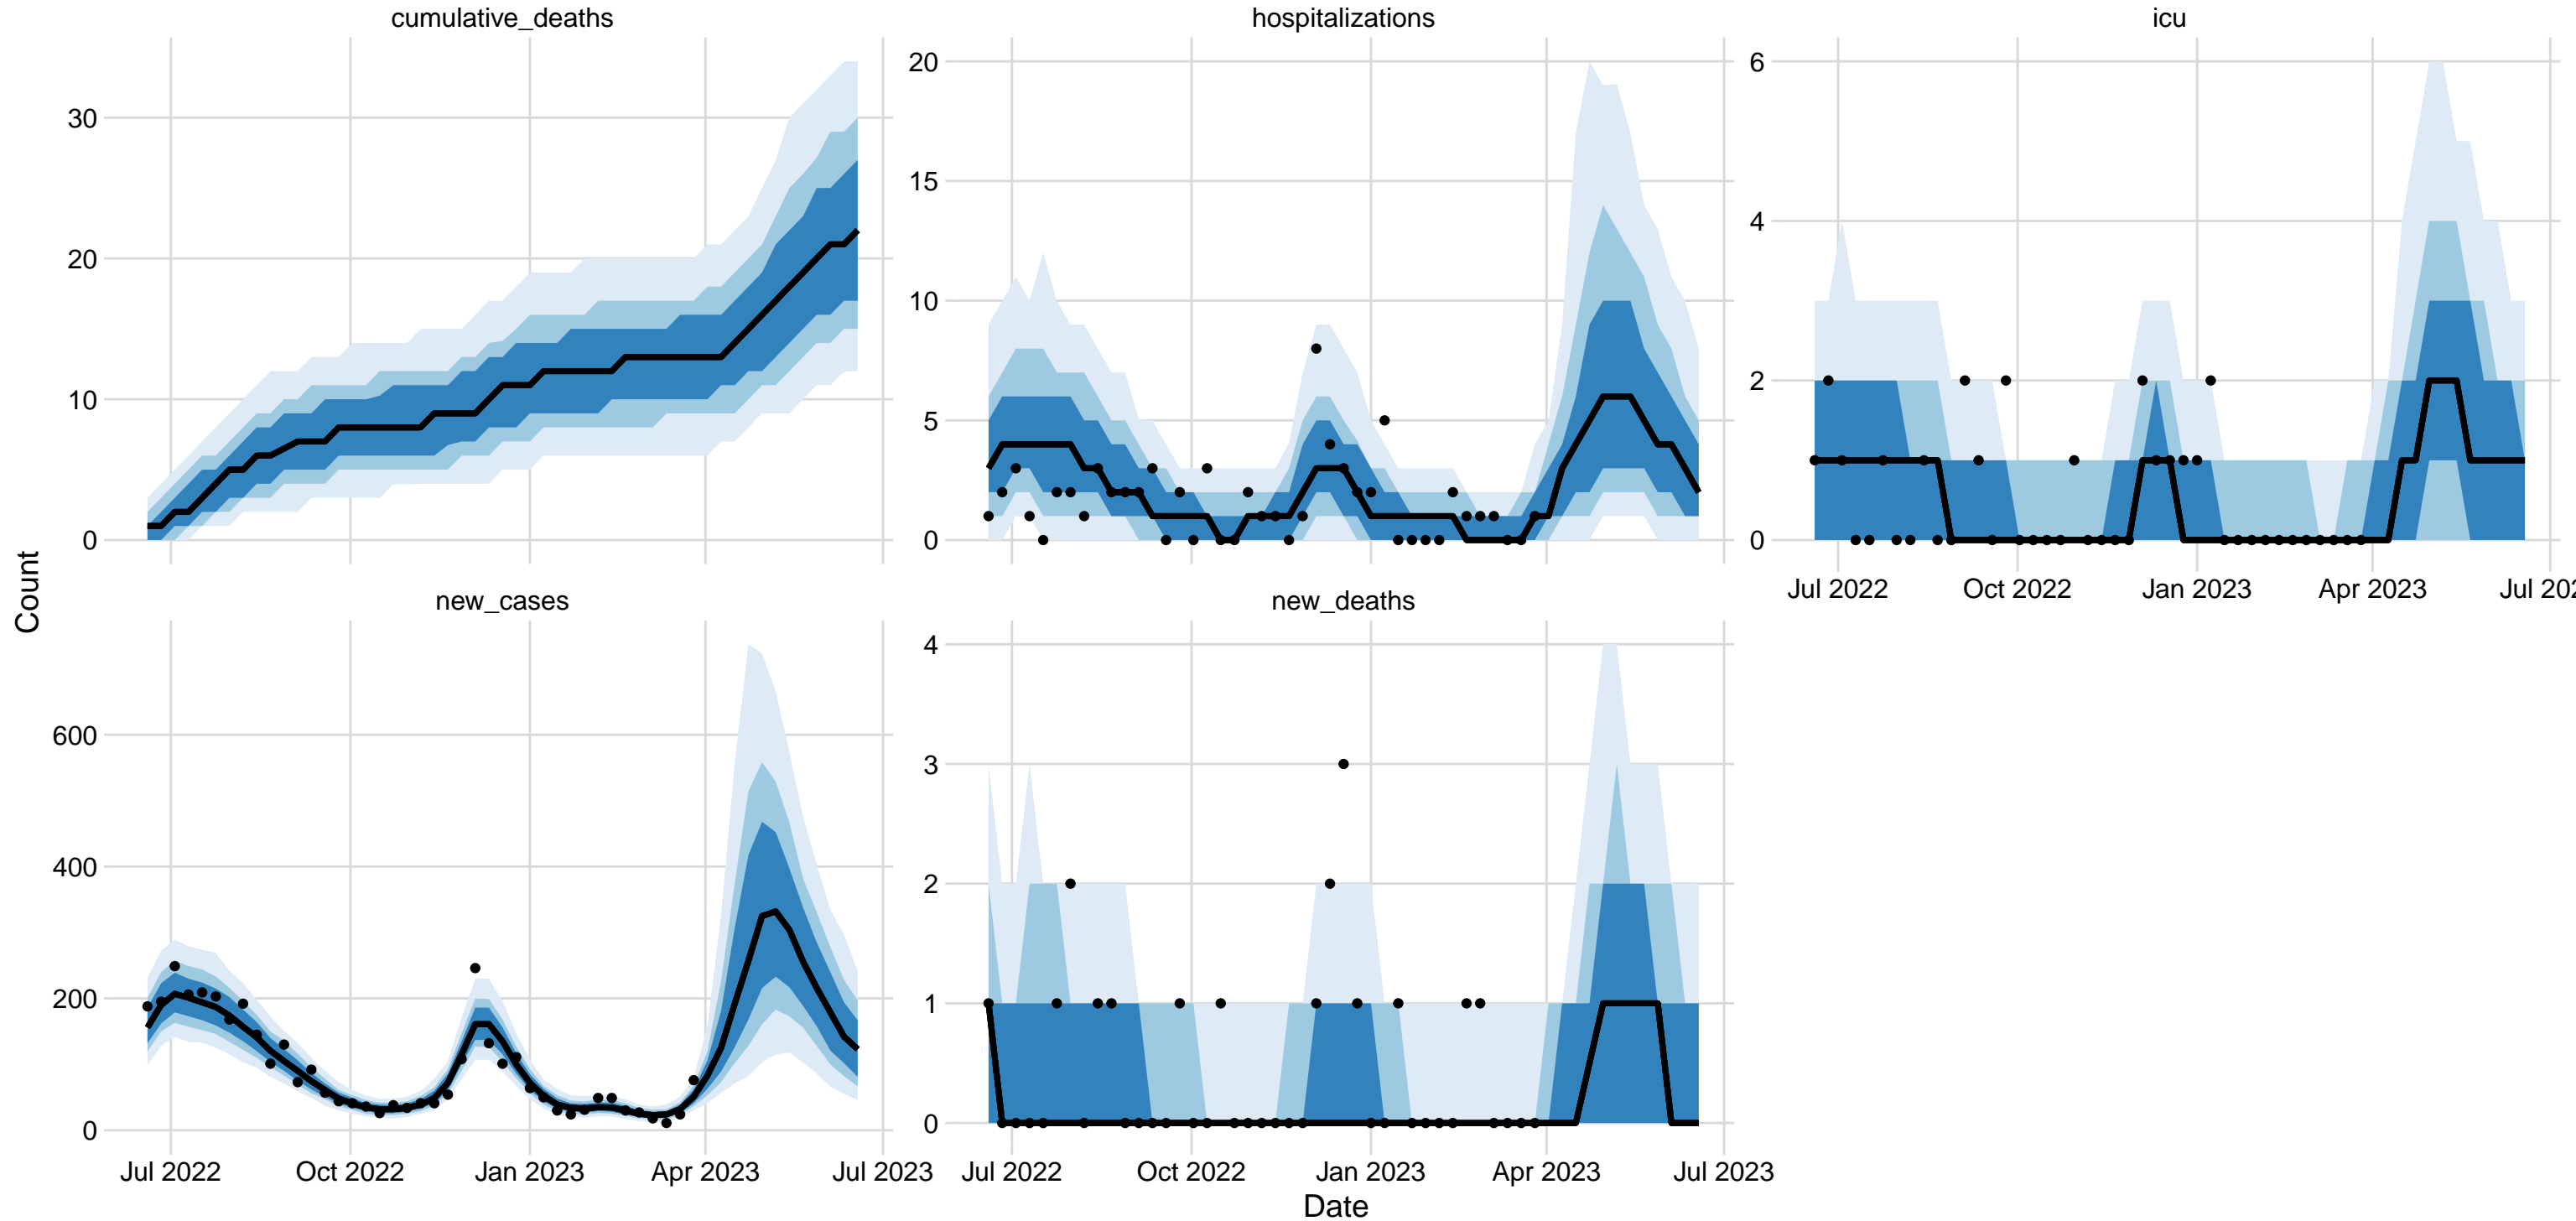 cumulative_deaths
hospitalizations
icu
30
20
10
0
20
15
10
5
0
6
4
2
0
Jul 2022 Oct 2022 Jan 2023 Apr 2023 Jul 202
Count
new_cases
new_deaths
600
400
200
0
4
3
2
1
0
Jul 2022 Oct 2022 Jan 2023 Apr 2023 Jul 2023
Jul 2022 Oct 2022 Jan 2023 Apr 2023 Jul 2023
Date